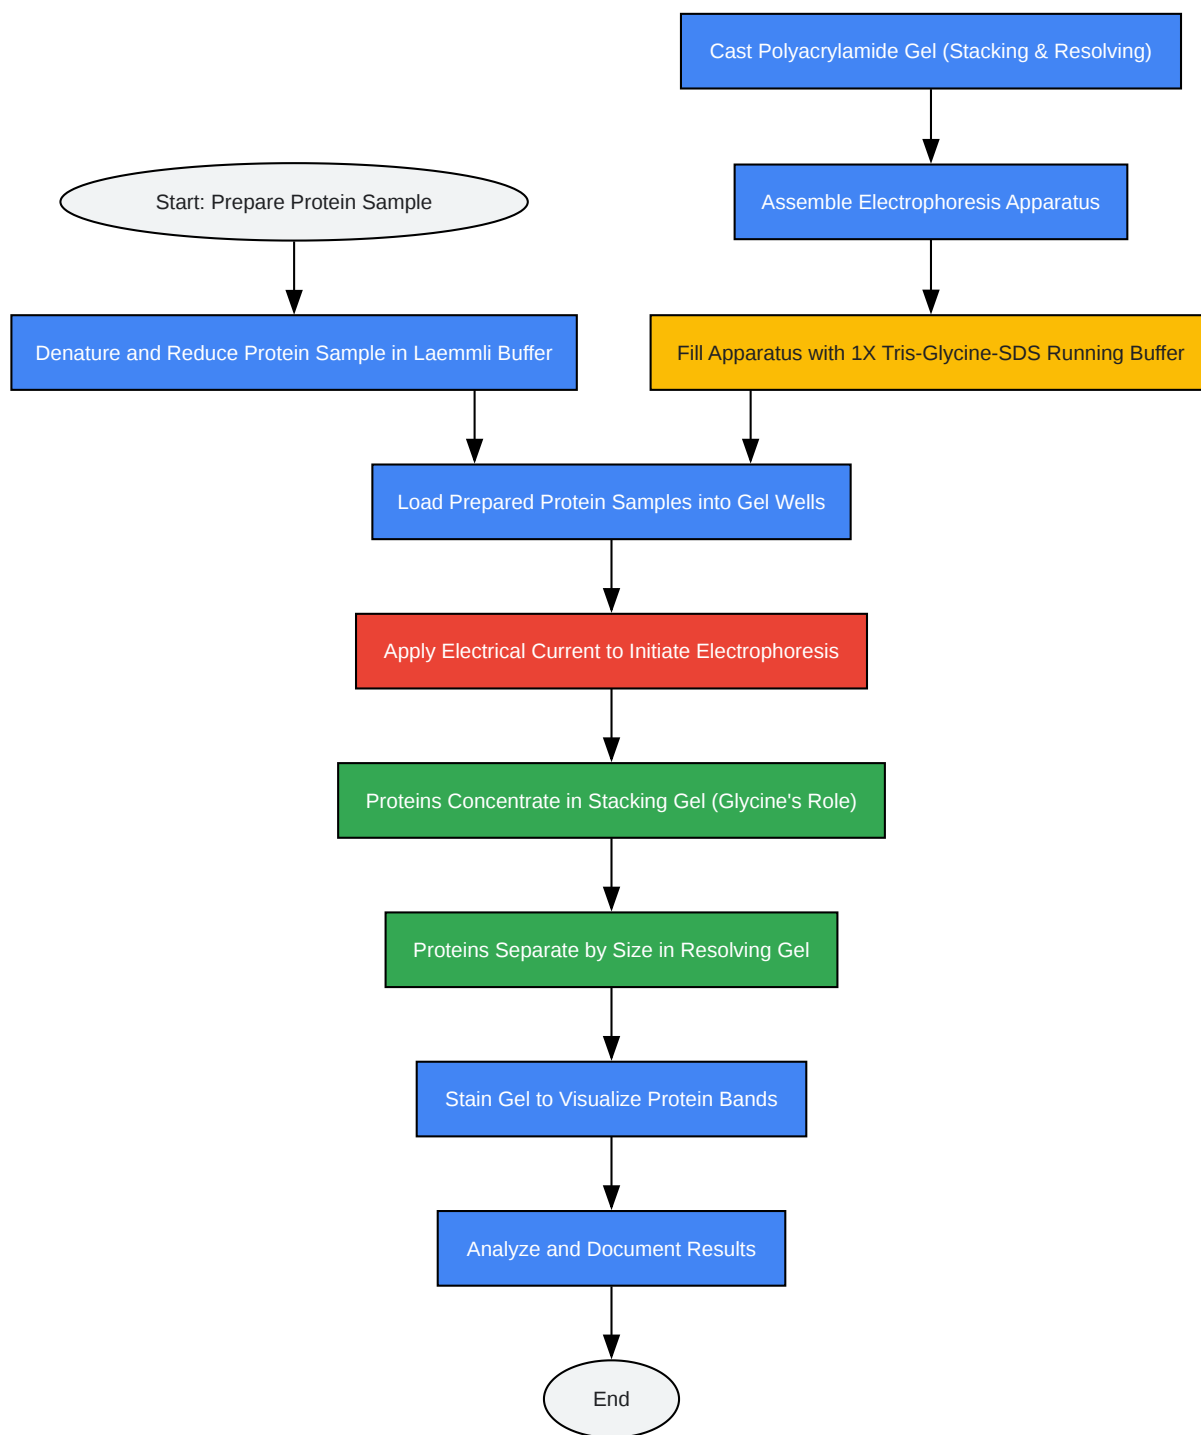 Cast Polyacrylamide Gel (Stacking & Resolving)
Start: Prepare Protein Sample
Assemble Electrophoresis Apparatus
Denature and Reduce Protein Sample in Laemmli Buffer
Fill Apparatus with 1X Tris-Glycine-SDS Running Buffer
Load Prepared Protein Samples into Gel Wells
Apply Electrical Current to Initiate Electrophoresis
Proteins Concentrate in Stacking Gel (Glycine's Role)
Proteins Separate by Size in Resolving Gel
Stain Gel to Visualize Protein Bands
Analyze and Document Results
End